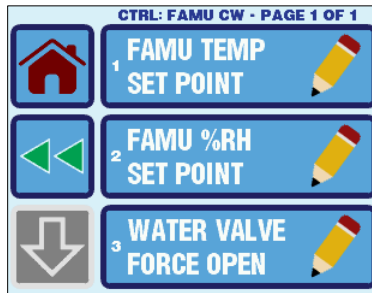 CTRL: FAMU CW - PAGE 1 OF 1
1 FAMU TEMP
SET POINT
2 FAMU %RH
SET POINT
3 WATER VALVE
FORCE OPEN